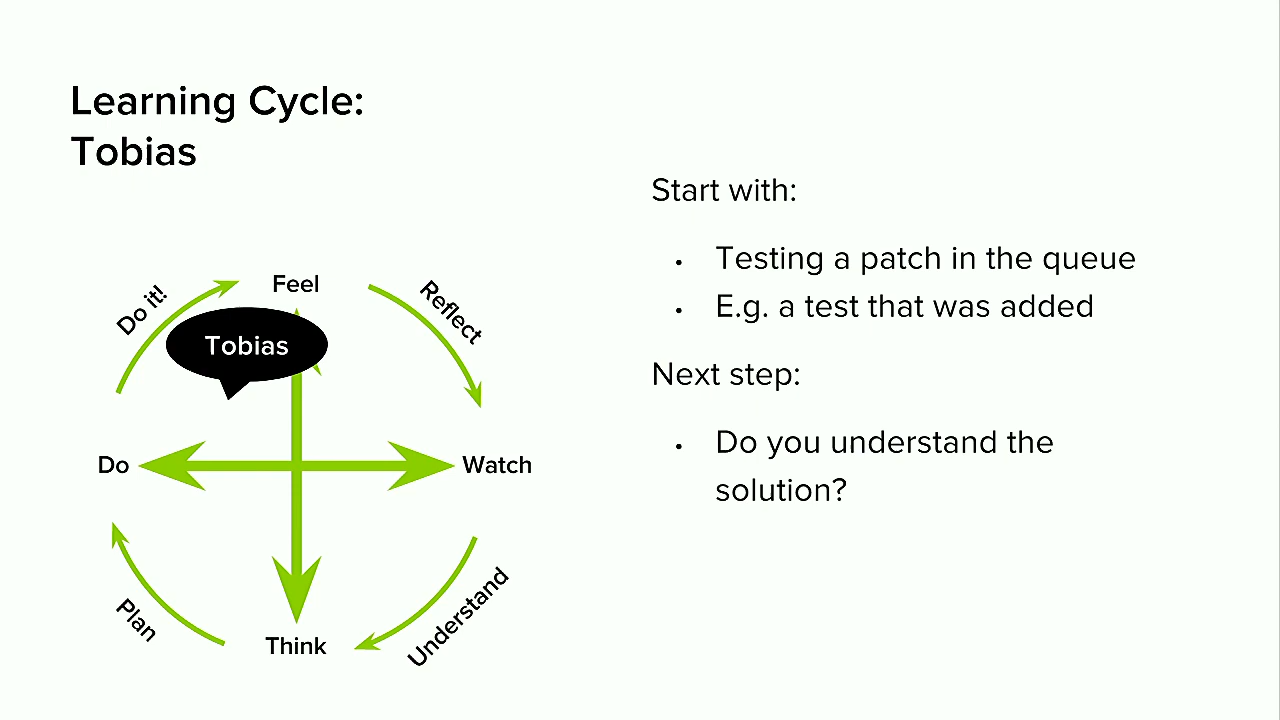 Learning Cycle:
Tobias
Start with:
• Testing a patch in the queue
• E.g. a test that was added
Next step:
• Do you understand the
solution?
Feel
Do it!
Reflect
Tobias
Do
Watch
Plan
Understand
Think